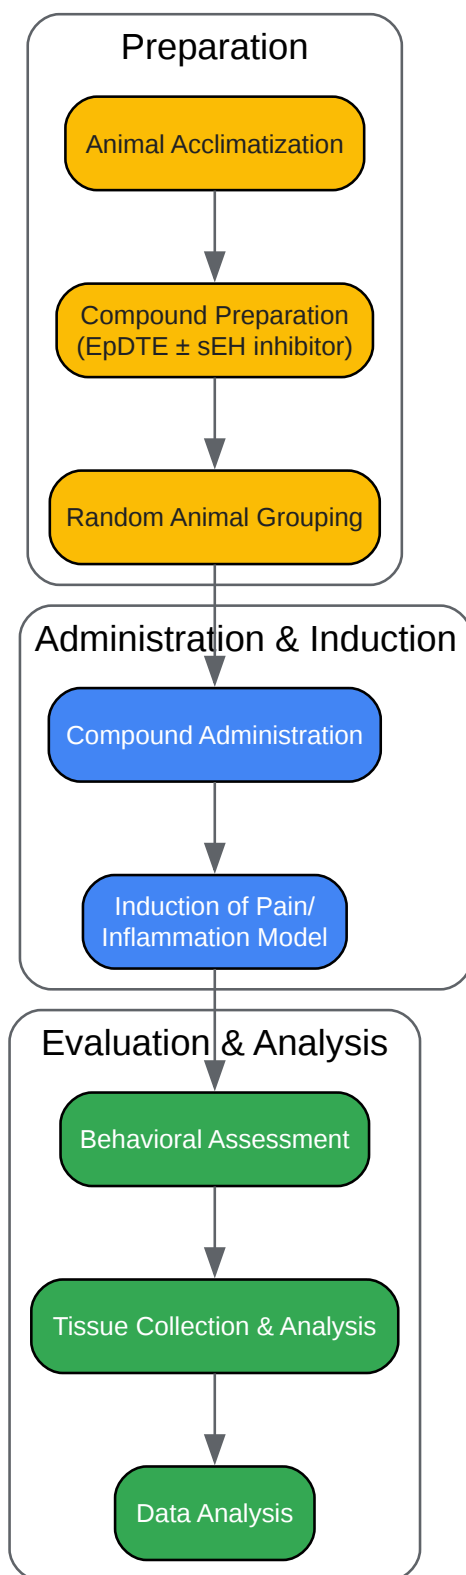 Preparation
Animal Acclimatization
Compound Preparation
(EpDTE ± sEH inhibitor)
Random Animal Grouping
Administration & Induction
Compound Administration
Induction of Pain/
Inflammation Model
Evaluation & Analysis
Behavioral Assessment
Tissue Collection & Analysis
Data Analysis